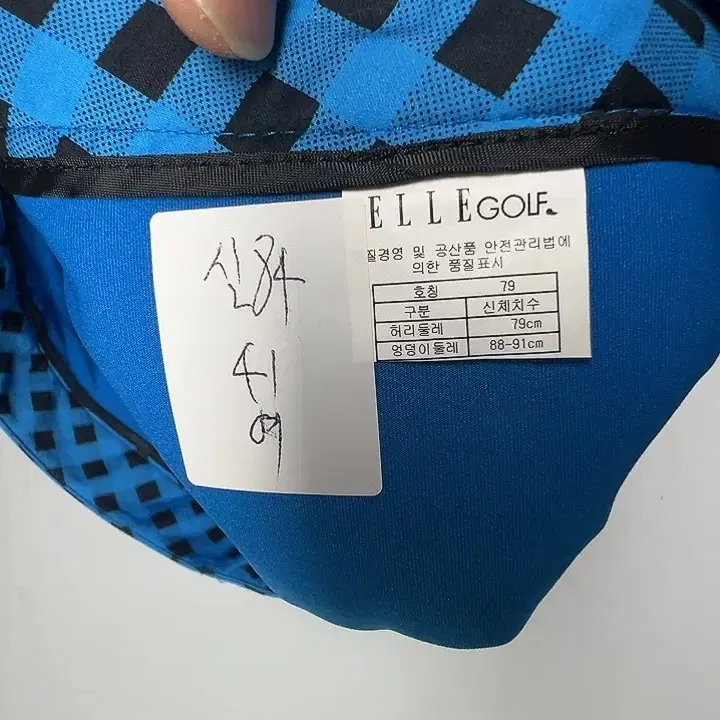 ELLE GOLF
질경영 및 공산품 안전관리법에
의한 품질표시
호칭 79
구분 신체치수
허리둘레 79cm
엉덩이둘레 88-91cm
신84
41
여